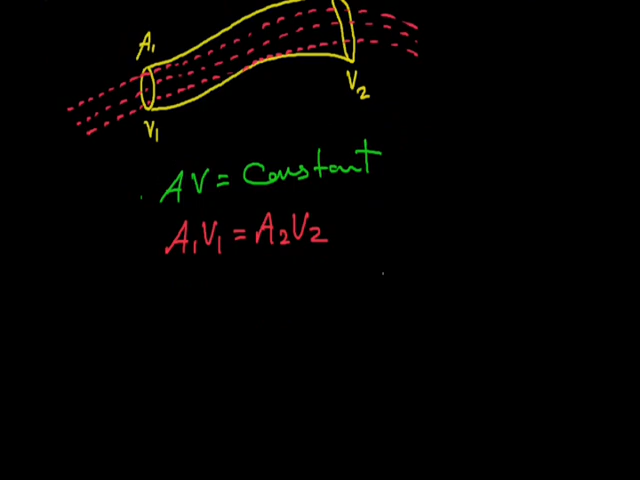 A₁
V₂
V₁
AV = Constant
A₁V₁ = A₂V₂